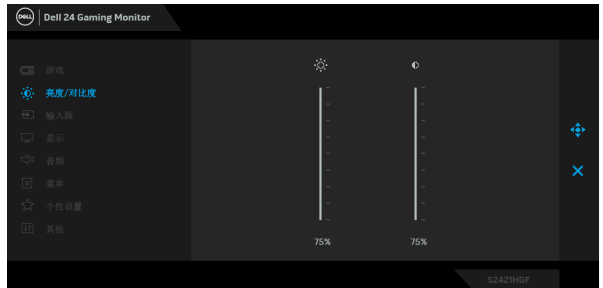 DELL Dell 24 Gaming Monitor
游戏
亮度/对比度
输入源
显示
音频
菜单
个性设置
其他
75% 75%
S2421HGF